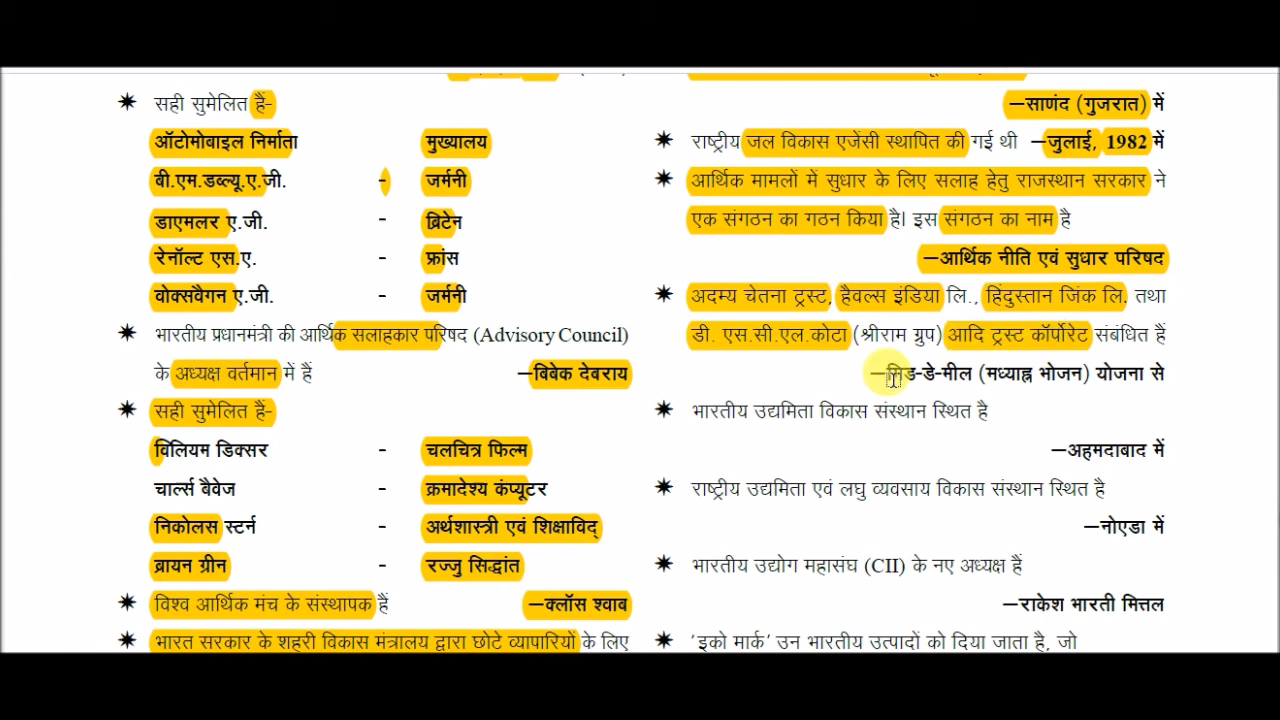 ✷ सही सुमेलित हैं-
ऑटोमोबाइल निर्माता मुख्यालय
बी.एम.डब्ल्यू.ए.जी. - जर्मनी
डाएमलर ए.जी. - ब्रिटेन
रेनॉल्ट एस.ए. - फ्रांस
वोक्सवैगन ए.जी. - जर्मनी
✷ भारतीय प्रधानमंत्री की आर्थिक सलाहकार परिषद (Advisory Council)
के अध्यक्ष वर्तमान में हैं –विवेक देवराय
✷ सही सुमेलित हैं-
विलियम डिक्सर - चलचित्र फिल्म
चार्ल्स बैवेज - क्रमादेश्य कंप्यूटर
निकोलस स्टर्न - अर्थशास्त्री एवं शिक्षाविद्
ब्रायन ग्रीन - रज्जु सिद्धांत
✷ विश्व आर्थिक मंच के संस्थापक हैं –क्लॉस श्वाब
✷ भारत सरकार के शहरी विकास मंत्रालय द्वारा छोटे व्यापारियों के लिए
–साणंद (गुजरात) में
✷ राष्ट्रीय जल विकास एजेंसी स्थापित की गई थी –जुलाई, 1982 में
✷ आर्थिक मामलों में सुधार के लिए सलाह हेतु राजस्थान सरकार ने
एक संगठन का गठन किया है। इस संगठन का नाम है
–आर्थिक नीति एवं सुधार परिषद
✷ अदम्य चेतना ट्रस्ट, हैवल्स इंडिया लि., हिंदुस्तान जिंक लि. तथा
डी. एस.सी.एल.कोटा (श्रीराम ग्रुप) आदि ट्रस्ट कॉर्पोरेट संबंधित हैं
–मिड-डे-मील (मध्याह्न भोजन) योजना से
✷ भारतीय उद्यमिता विकास संस्थान स्थित है
–अहमदाबाद में
✷ राष्ट्रीय उद्यमिता एवं लघु व्यवसाय विकास संस्थान स्थित है
–नोएडा में
✷ भारतीय उद्योग महासंघ (CII) के नए अध्यक्ष हैं
–राकेश भारती मित्तल
✷ 'इको मार्क' उन भारतीय उत्पादों को दिया जाता है, जो